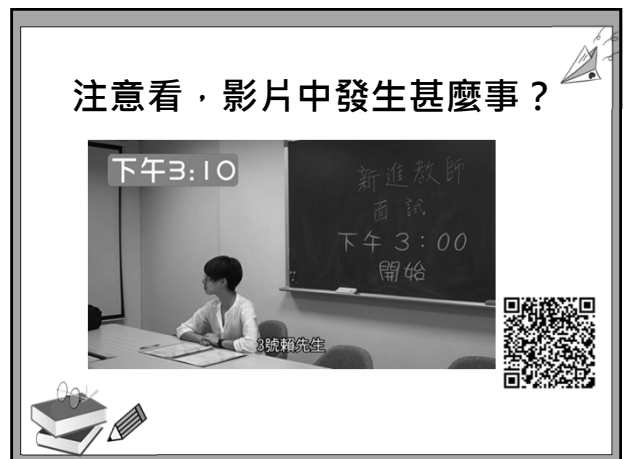 注意看，影片中發生甚麼事？
下午3:10
新進教師
面試
下午3：00
開始
3號賴先生